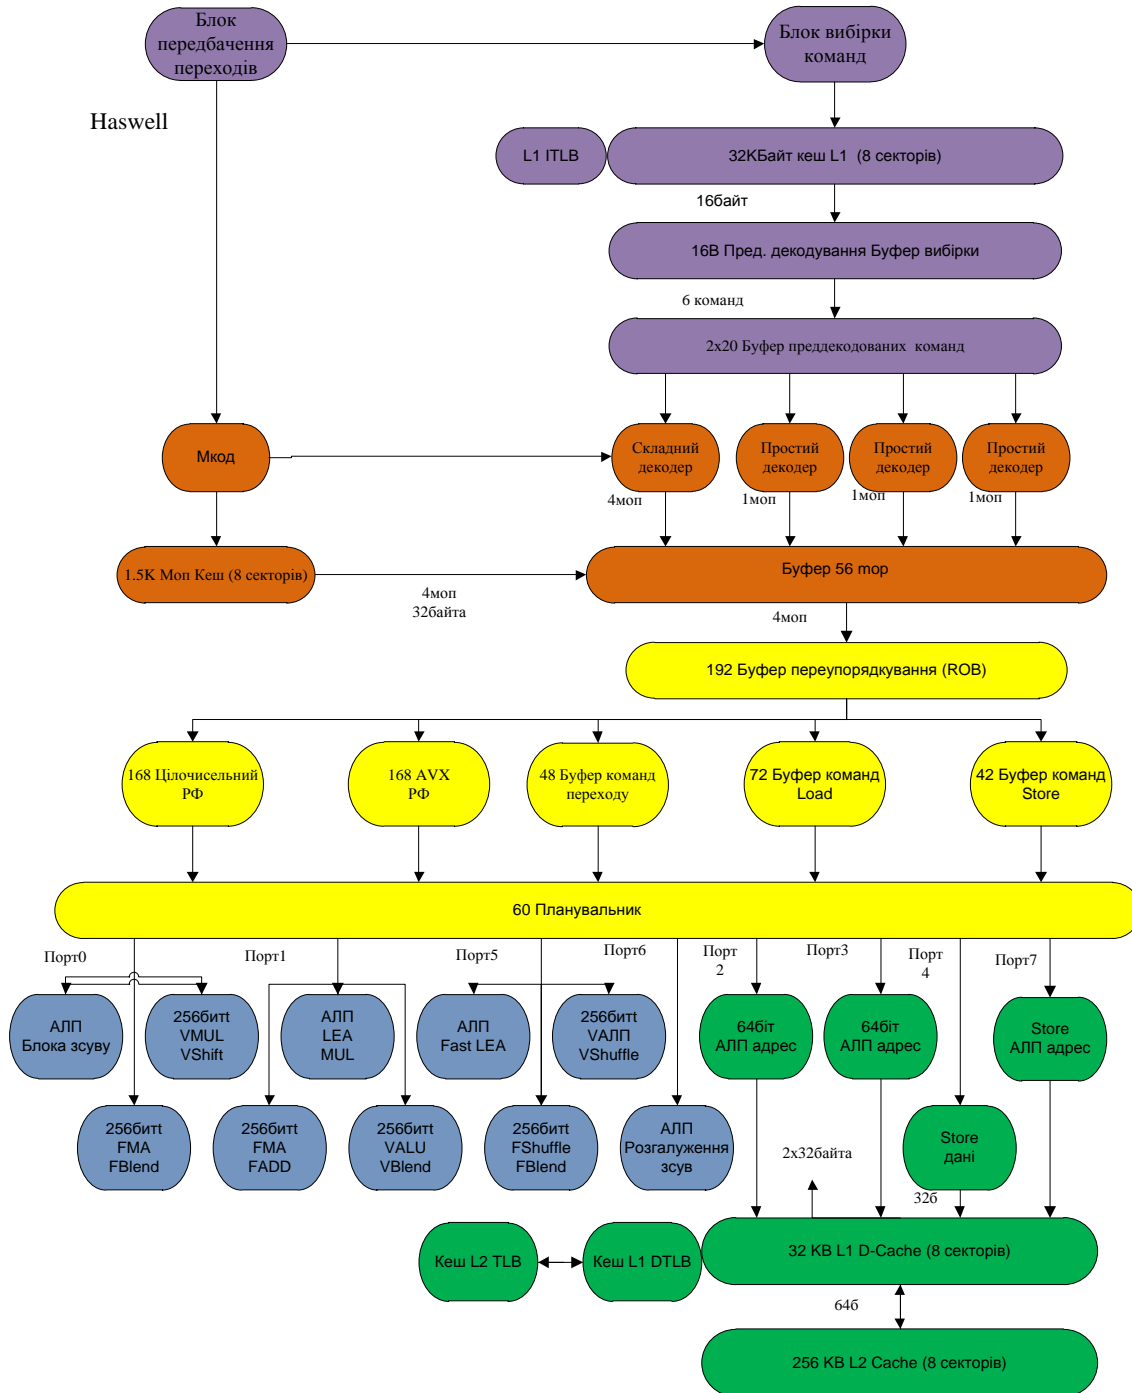 Блок
передбачення
переходів
Блок вибірки
команд
Haswell
L1 ITLB
32КБайт кеш L1 (8 секторів)
16байт
16В Пред. декодування Буфер вибірки
6 команд
2x20 Буфер преддекодованих команд
Мкод
Складний
декодер
Простий
декодер
Простий
декодер
Простий
декодер
4моп
1моп
1моп
1моп
1.5K Моп Кеш (8 секторів)
4моп
32байта
Буфер 56 mop
4моп
192 Буфер переупорядкування (ROB)
168 Цілочисельний
РФ
168 AVX
РФ
48 Буфер команд
переходу
72 Буфер команд
Load
42 Буфер команд
Store
60 Планувальник
Порт0
Порт1
Порт5
Порт6
Порт
2
Порт3
Порт
4
Порт7
АЛП
Блока зсуву
256битt
VMUL
VShift
АЛП
LEA
MUL
АЛП
Fast LEA
256битt
VАЛП
VShuffle
64біт
АЛП адрес
64біт
АЛП адрес
Store
АЛП адрес
256битt
FMA
FBlend
256битt
FMA
FADD
256битt
VALU
VBlend
256битt
FShuffle
FBlend
АЛП
Розгалуження
зсув
Store
дані
2x32байта
32б
Кеш L2 TLB
Кеш L1 DTLB
32 KB L1 D-Cache (8 секторів)
64б
256 KB L2 Cache (8 секторів)